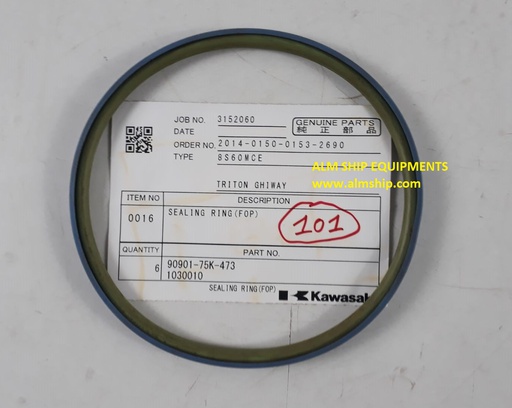 JOB NO. 3152060
GENUINE PARTS
純正部品
DATE
ORDER NO. 2014-0150-0153-2690
TYPE 8S60MCE
ALM SHIP EQUIPMENTS
www.almship.com
TRITON GHIWAY
ITEM NO DESCRIPTION
0016 SEALING RING(FOP)
101
QUANTITY PART NO.
6 90901-75K-473
1030010
SEALING RING(FOP)
Kawasak